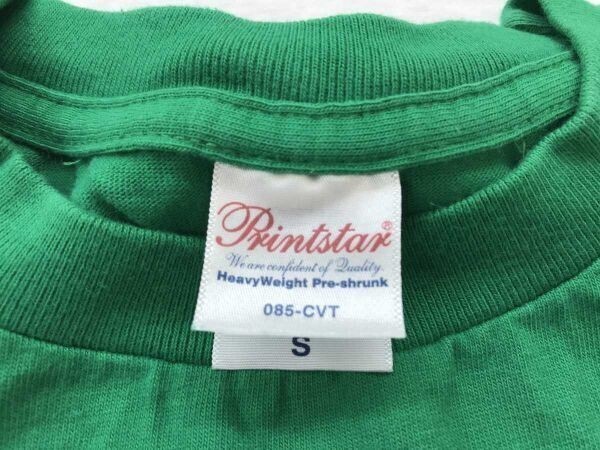 Printstar®
We are confident of Quality.
HeavyWeight Pre-shrunk
085-CVT
S